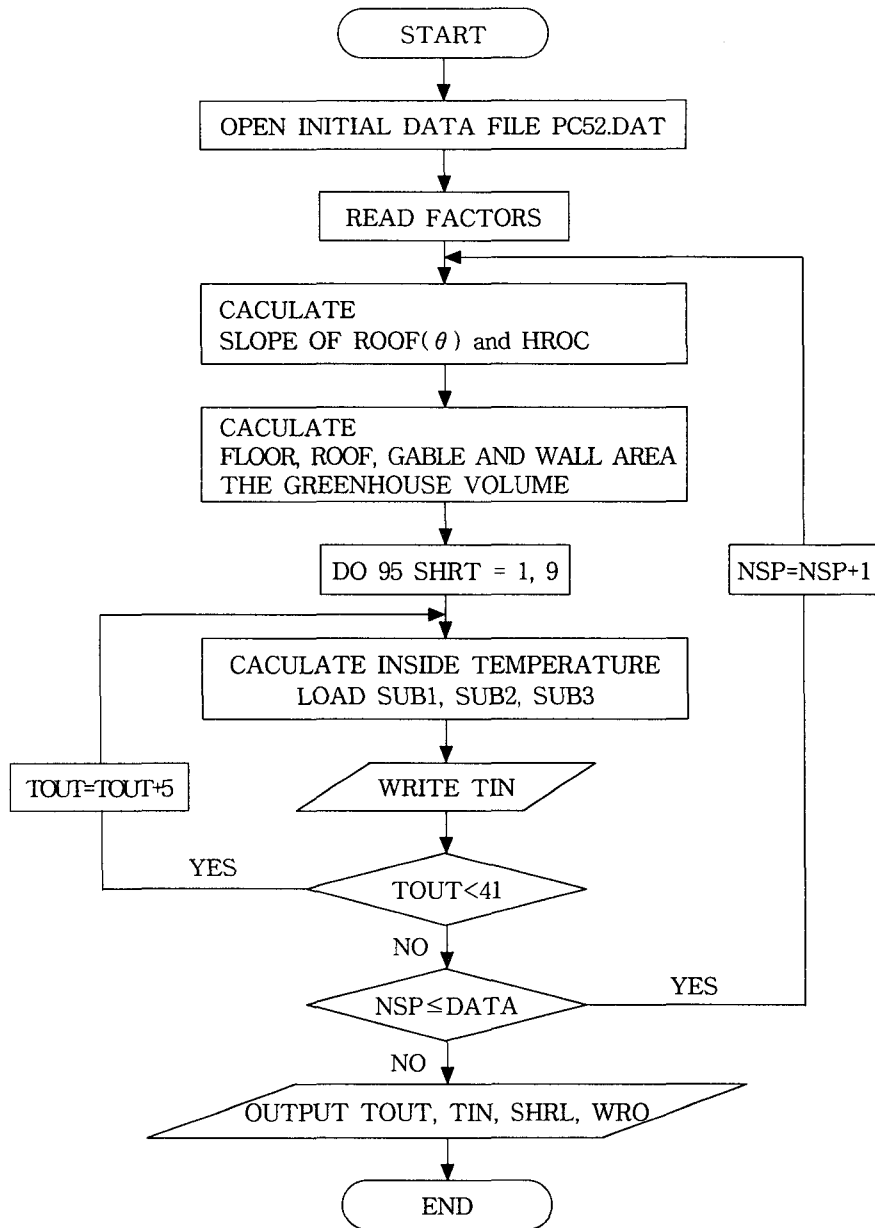 START
OPEN INITIAL DATA FILE PC52.DAT
READ FACTORS
CACULATE
SLOPE OF ROOF(θ) and HROC
CACULATE
FLOOR, ROOF, GABLE AND WALL AREA
THE GREENHOUSE VOLUME
DO 95 SHRT = 1, 9
NSP=NSP+1
CACULATE INSIDE TEMPERATURE
LOAD SUB1, SUB2, SUB3
TOUT=TOUT+5
WRITE TIN
YES
TOUT<41
NO
NSP≦DATA
YES
NO
OUTPUT TOUT, TIN, SHRL, WRO
END